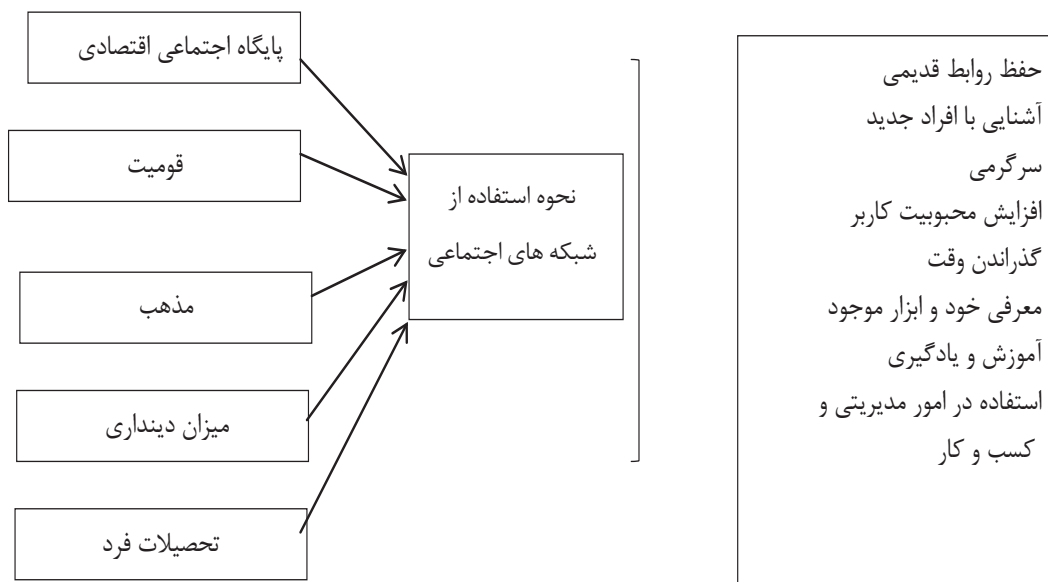 پایگاه اجتماعی اقتصادی
قومیت
مذهب
میزان دینداری
تحصیلات فرد
نحوه استفاده از
شبکه های اجتماعی
حفظ روابط قدیمی
آشنایی با افراد جدید
سرگرمی
افزایش محبوبیت کاربر
گذراندن وقت
معرفی خود و ابزار موجود
آموزش و یادگیری
استفاده در امور مدیریتی و
کسب و کار